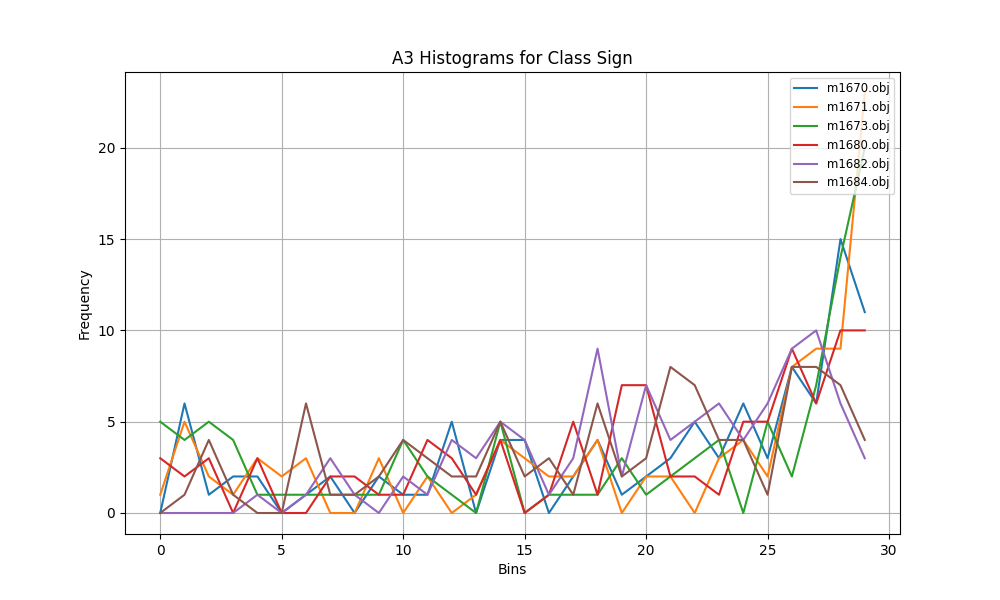 A3 Histograms for Class Sign
m1670.obj
m1671.obj
m1673.obj
m1680.obj
m1682.obj
m1684.obj
Frequency
20
15
10
5
0
0 5 10 15 20 25 30
Bins